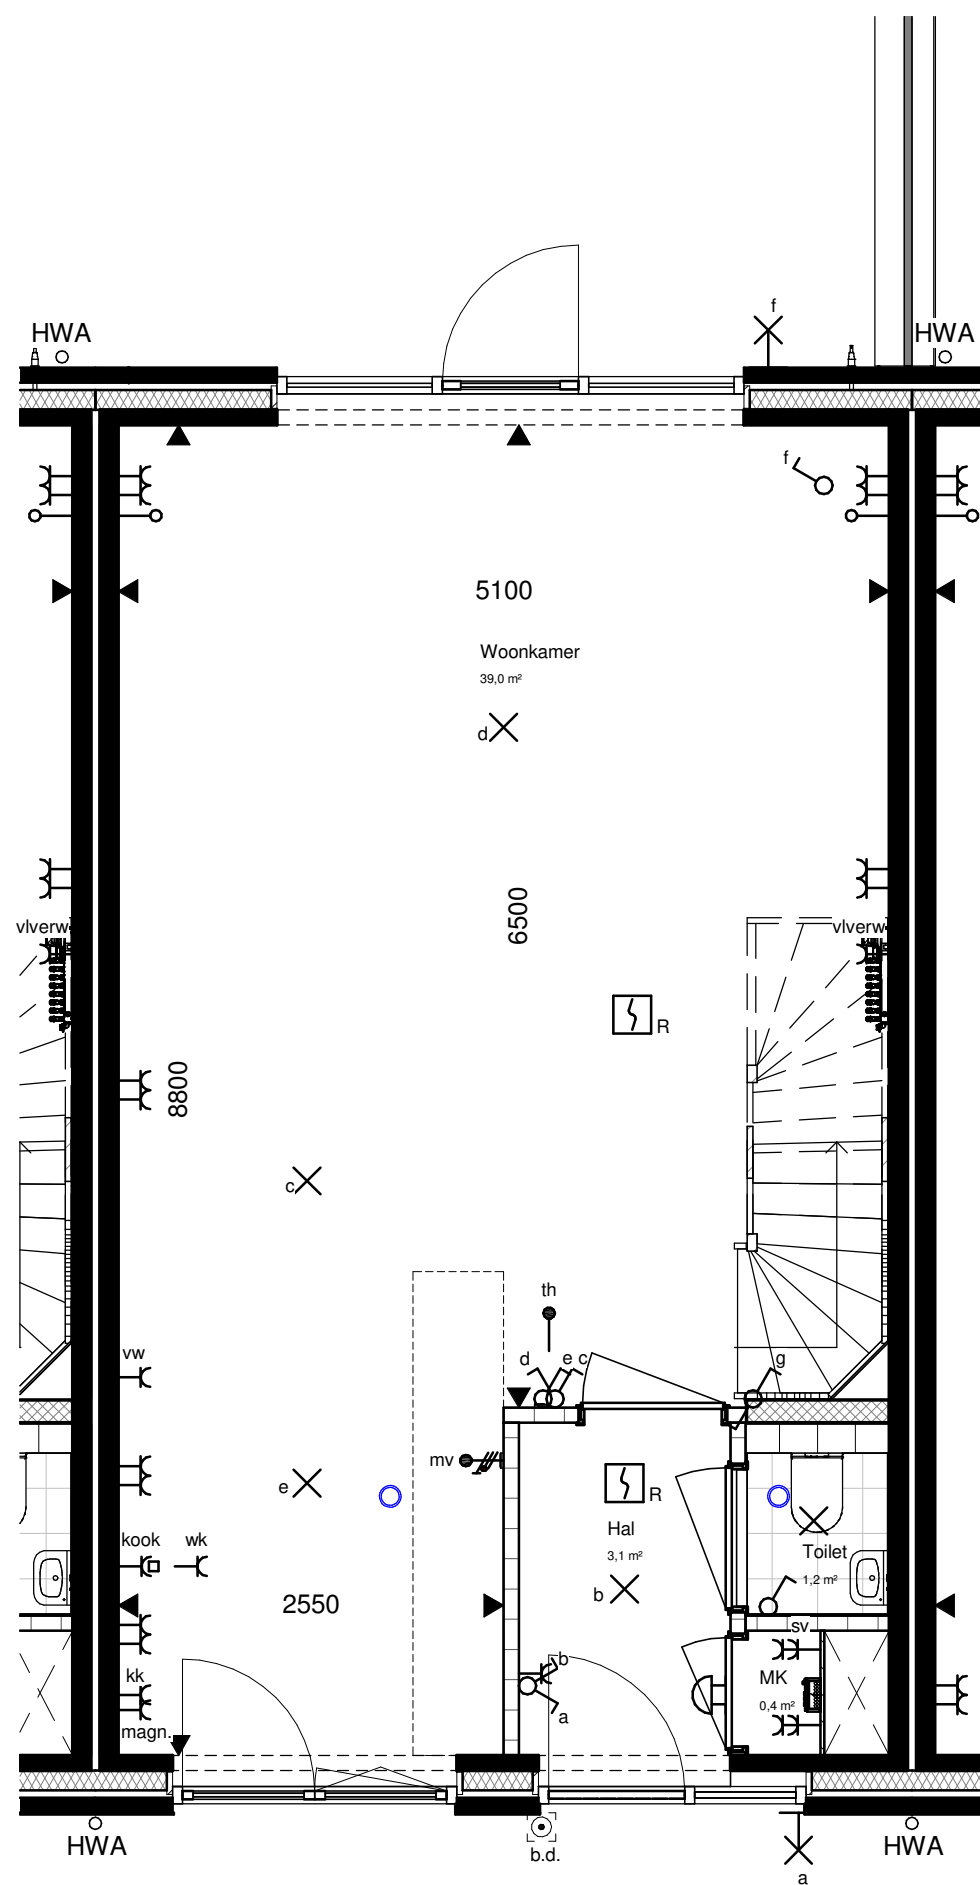 f
HWA
HWA
f
5100
Woonkamer
39,0 m²
d
6500
vlverw
vlverw
R
8800
c
th
vw
d
e c
g
mv
e
R
Hal
3,1 m²
kook
wk
Toilet
1,2 m²
b
2550
sv
b
kk
MK
0,4 m²
a
magn.
HWA
b.d.
HWA
a